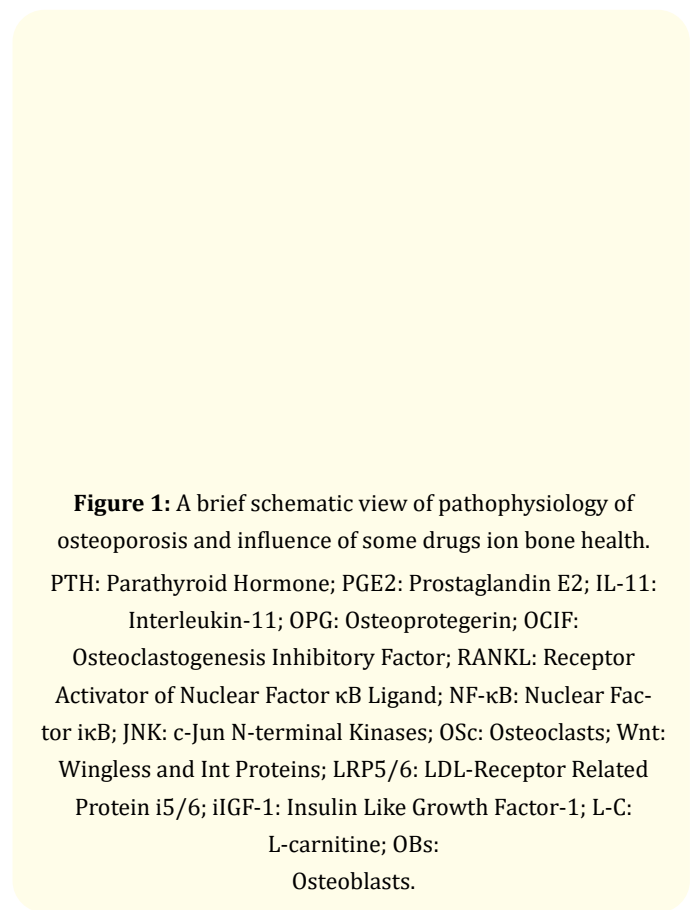 Figure 1: A brief schematic view of pathophysiology of
osteoporosis and influence of some drugs ion bone health.
PTH: Parathyroid Hormone; PGE2: Prostaglandin E2; IL-11:
Interleukin-11; OPG: Osteoprotegerin; OCIF:
Osteoclastogenesis Inhibitory Factor; RANKL: Receptor
Activator of Nuclear Factor κB Ligand; NF-κB: Nuclear Fac-
tor iκB; JNK: c-Jun N-terminal Kinases; OSc: Osteoclasts; Wnt:
Wingless and Int Proteins; LRP5/6: LDL-Receptor Related
Protein i5/6; iIGF-1: Insulin Like Growth Factor-1; L-C:
L-carnitine; OBs:
Osteoblasts.